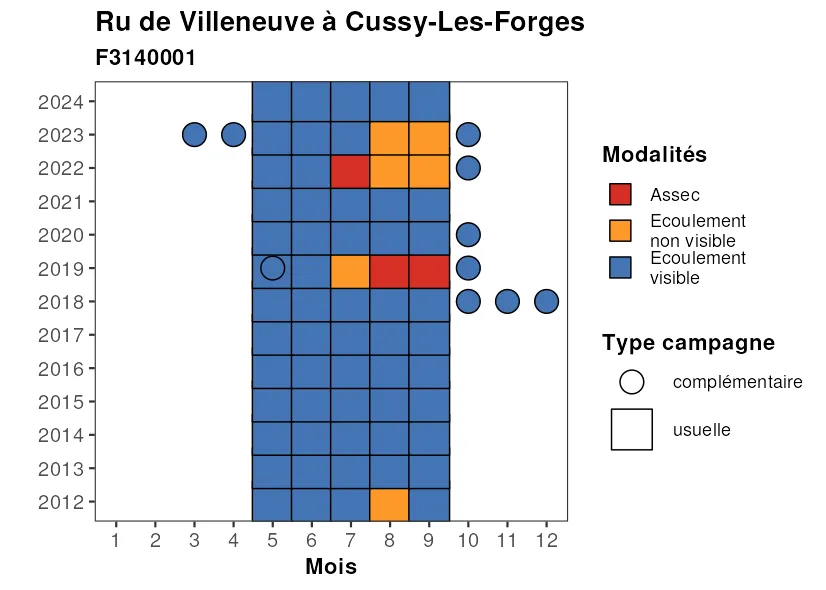 Ru de Villeneuve à Cussy-Les-Forges
F3140001
2024
2023
2022
2021
2020
2019
2018
2017
2016
2015
2014
2013
2012
1 2 3 4 5 6 7 8 9 10 11 12
Mois
Modalités
Assec
Ecoulement
non visible
Ecoulement
visible
Type campagne
complémentaire
usuelle